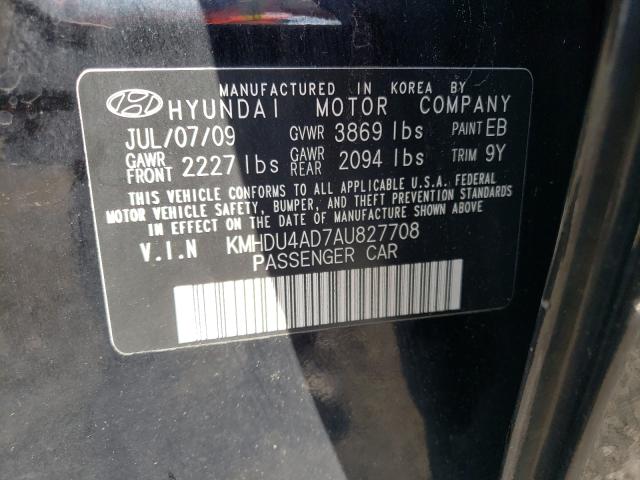 MANUFACTURED IN KOREA BY
HYUNDAI MOTOR COMPANY
JUL/07/09 GVWR 3869 lbs PAINT EB
GAWR FRONT 2227 lbs GAWR REAR 2094 lbs TRIM 9Y
THIS VEHICLE CONFORMS TO ALL APPLICABLE U.S.A. FEDERAL
MOTOR VEHICLE SAFETY, BUMPER, AND THEFT PREVENTION STANDARDS
IN EFFECT ON THE DATE OF MANUFACTURE SHOWN ABOVE.
V.I.N KMHDU4AD7AU827708
PASSENGER CAR